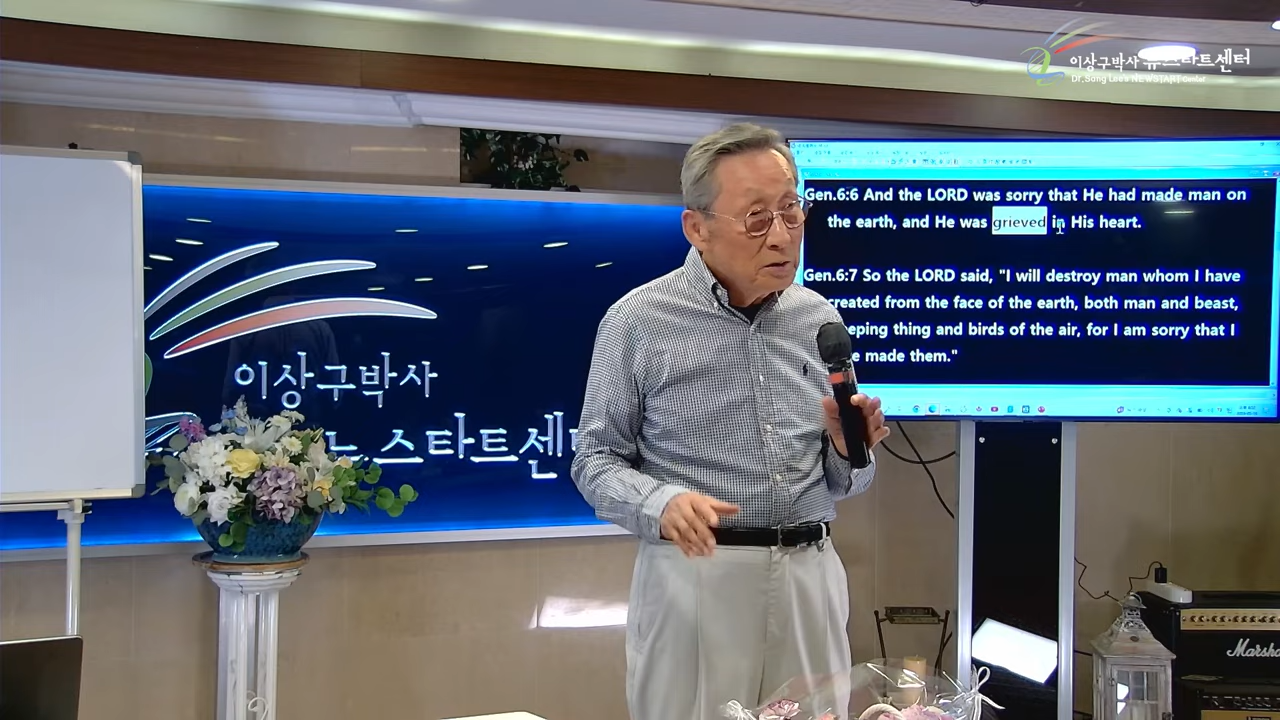 이상구박사 뉴스타트센터
Dr. Sang Lee's NEWSTART Center
Gen.6:6 And the LORD was sorry that He had made man on
the earth, and He was grieved in His heart.
Gen.6:7 So the LORD said, "I will destroy man whom I have
created from the face of the earth, both man and beast,
eping thing and birds of the air, for I am sorry that I
e made them."
이상구박사
뉴스타트센
Marsha